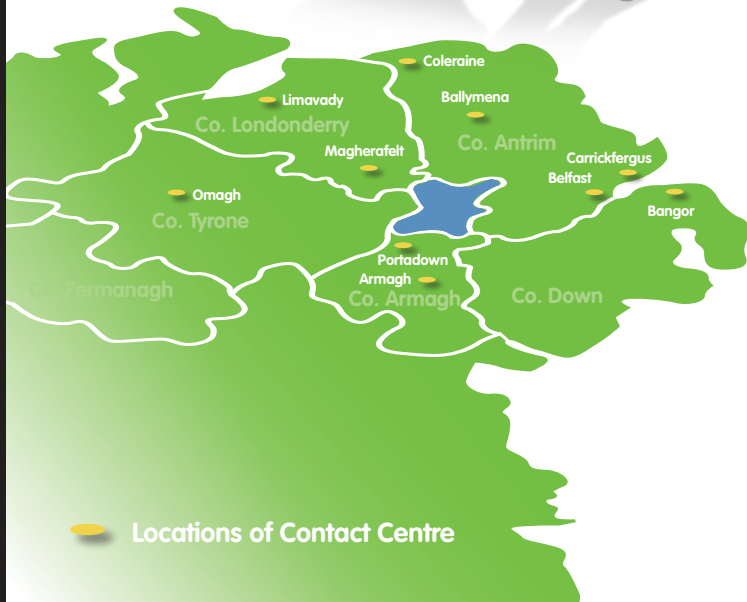 Coleraine
Ballymena
Limavady
Co. Londonderry
Co. Antrim
Magherafelt
Carrickfergus
Belfast
Omagh
Bangor
Co. Tyrone
Portadown
Armagh
Co. Fermanagh
Co. Armagh
Co. Down
Locations of Contact Centre